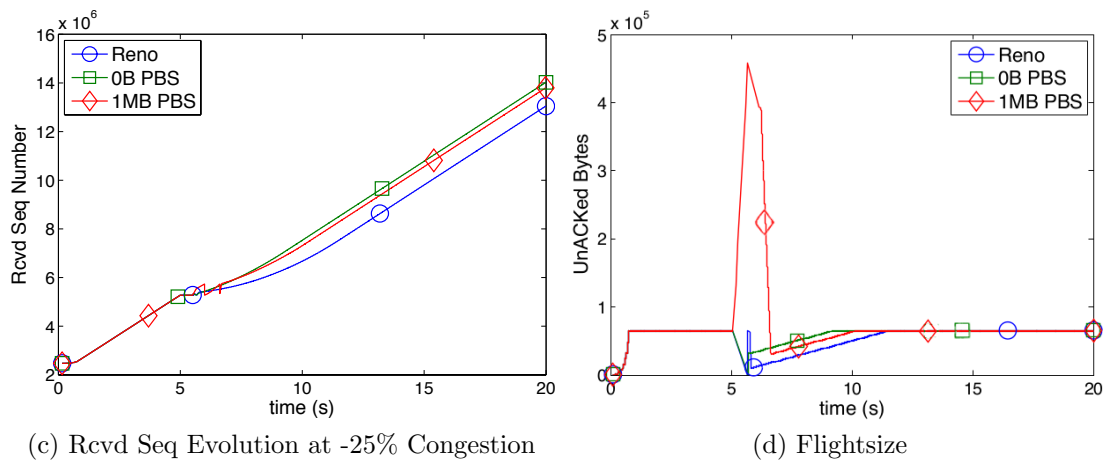 x 10^6
16
14
12
10
8
6
4
2
Rcvd Seq Number
Reno
0B PBS
1MB PBS
0 5 10 15 20
time (s)
(c) Rcvd Seq Evolution at -25% Congestion
x 10^5
5
4
3
2
1
0
UnACKed Bytes
Reno
0B PBS
1MB PBS
0 5 10 15 20
time (s)
(d) Flightsize